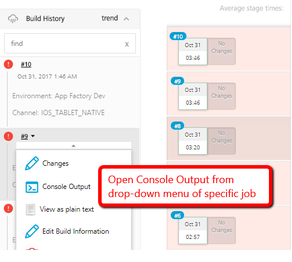 Average stage times:
Build History
trend
find
x
#10
Oct 31, 2017 1:46 AM
Environment: App Factory Dev
Channel: IOS_TABLET_NATIVE
#9
Changes
Console Output
View as plain text
Edit Build Information
Open Console Output from
drop-down menu of specific job
#10
Oct 31
03:46
No
Changes
#9
Oct 31
03:46
No
Changes
#8
Oct 31
03:20
No
Changes
Oct 31
02:57
No
Changes